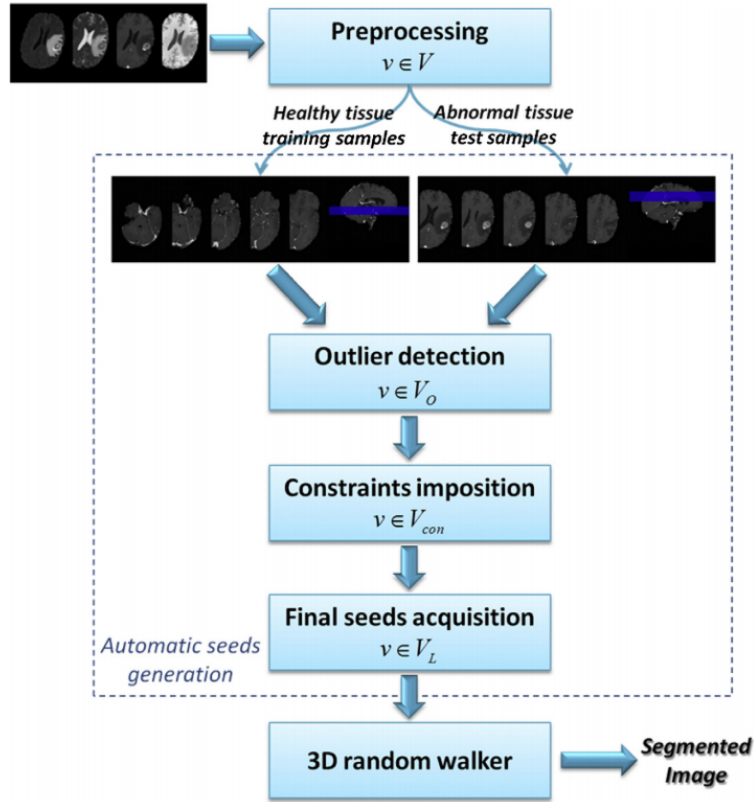 Preprocessing
v ∈ V
Healthy tissue
training samples
Abnormal tissue
test samples
Outlier detection
v ∈ V_O
Constraints imposition
v ∈ V_con
Final seeds acquisition
v ∈ V_L
Automatic seeds
generation
3D random walker
Segmented
Image